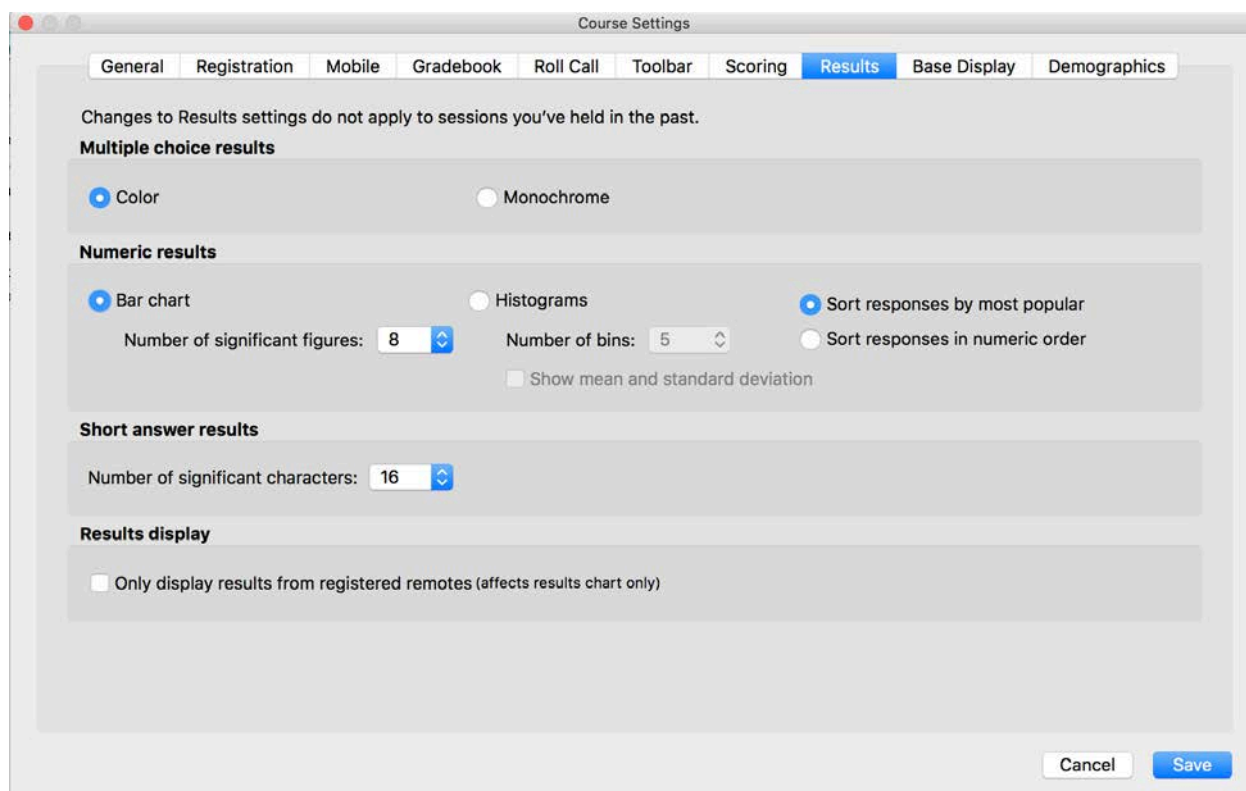 Course Settings
General Registration Mobile Gradebook Roll Call Toolbar Scoring Results Base Display Demographics
Changes to Results settings do not apply to sessions you've held in the past.
Multiple choice results
Color Monochrome
Numeric results
Bar chart Histograms Sort responses by most popular
Number of significant figures: 8 Number of bins: 5 Sort responses in numeric order
Show mean and standard deviation
Short answer results
Number of significant characters: 16
Results display
Only display results from registered remotes (affects results chart only)
Cancel Save